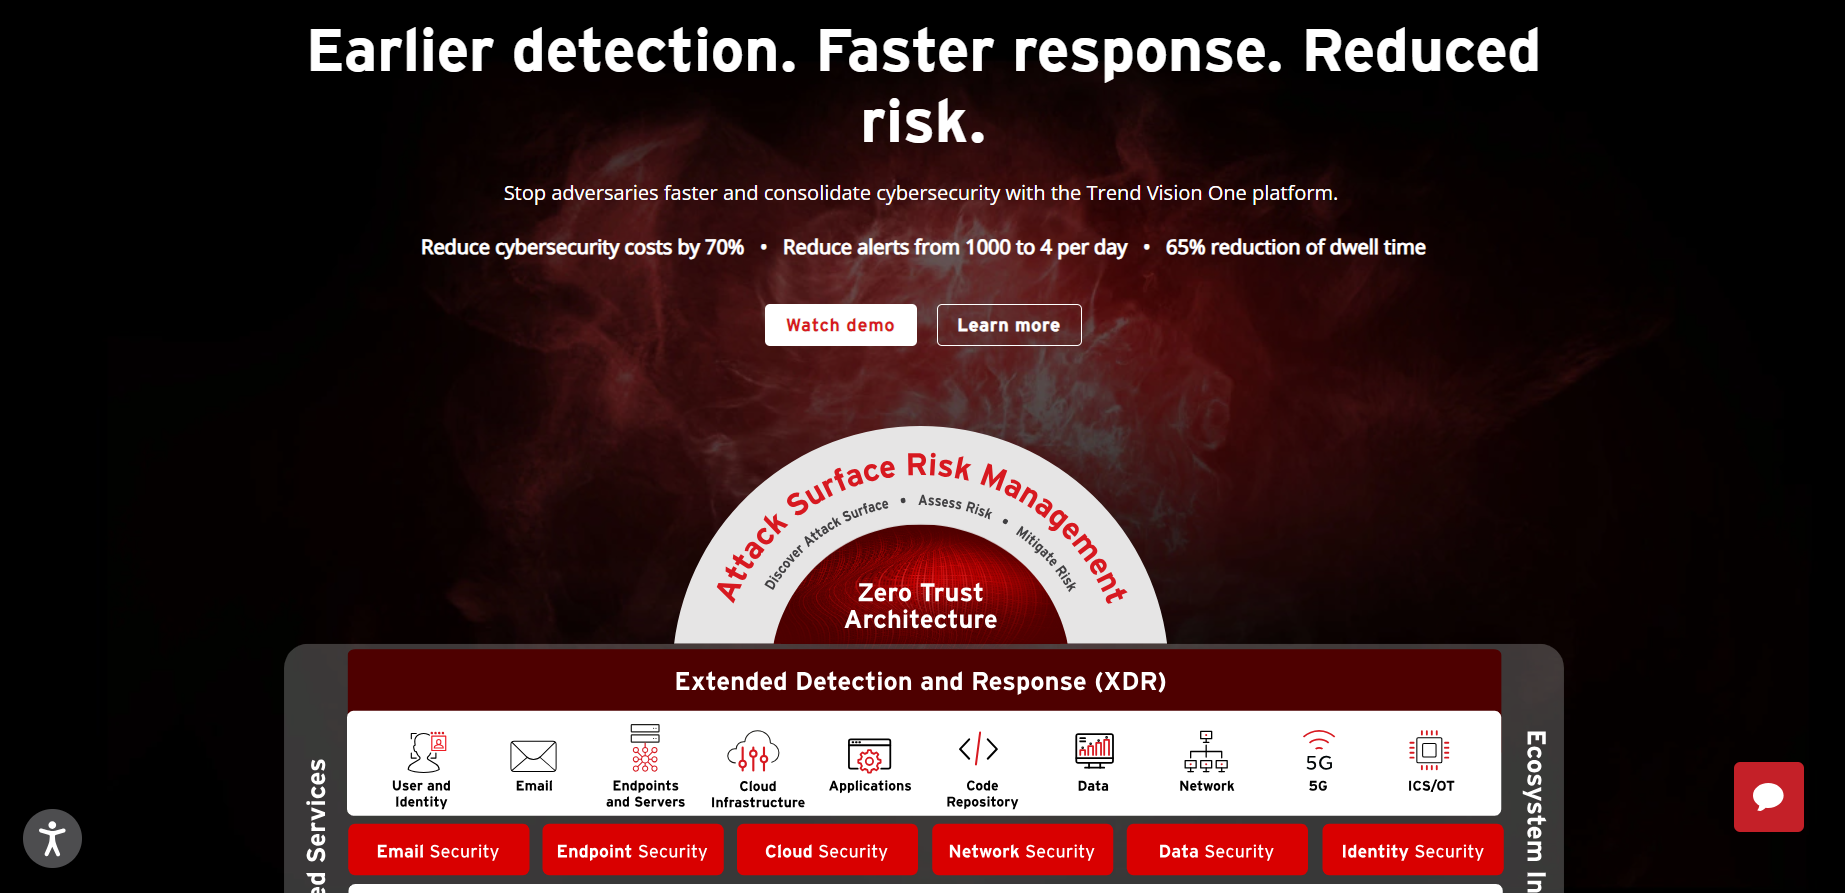 Earlier detection. Faster response. Reduced
risk.
Stop adversaries faster and consolidate cybersecurity with the Trend Vision One platform.
Reduce cybersecurity costs by 70% • Reduce alerts from 1000 to 4 per day • 65% reduction of dwell time
Watch demo
Learn more
Attack Surface Risk Management
Discover Attack Surface • Assess Risk • Mitigate Risk
Zero Trust
Architecture
Extended Detection and Response (XDR)
User and
Identity
Email
Endpoints
and Servers
Cloud
Infrastructure
Applications
Code
Repository
Data
Network
5G
5G
ICS/OT
Email Security
Endpoint Security
Cloud Security
Network Security
Data Security
Identity Security
Services
Ecosystem